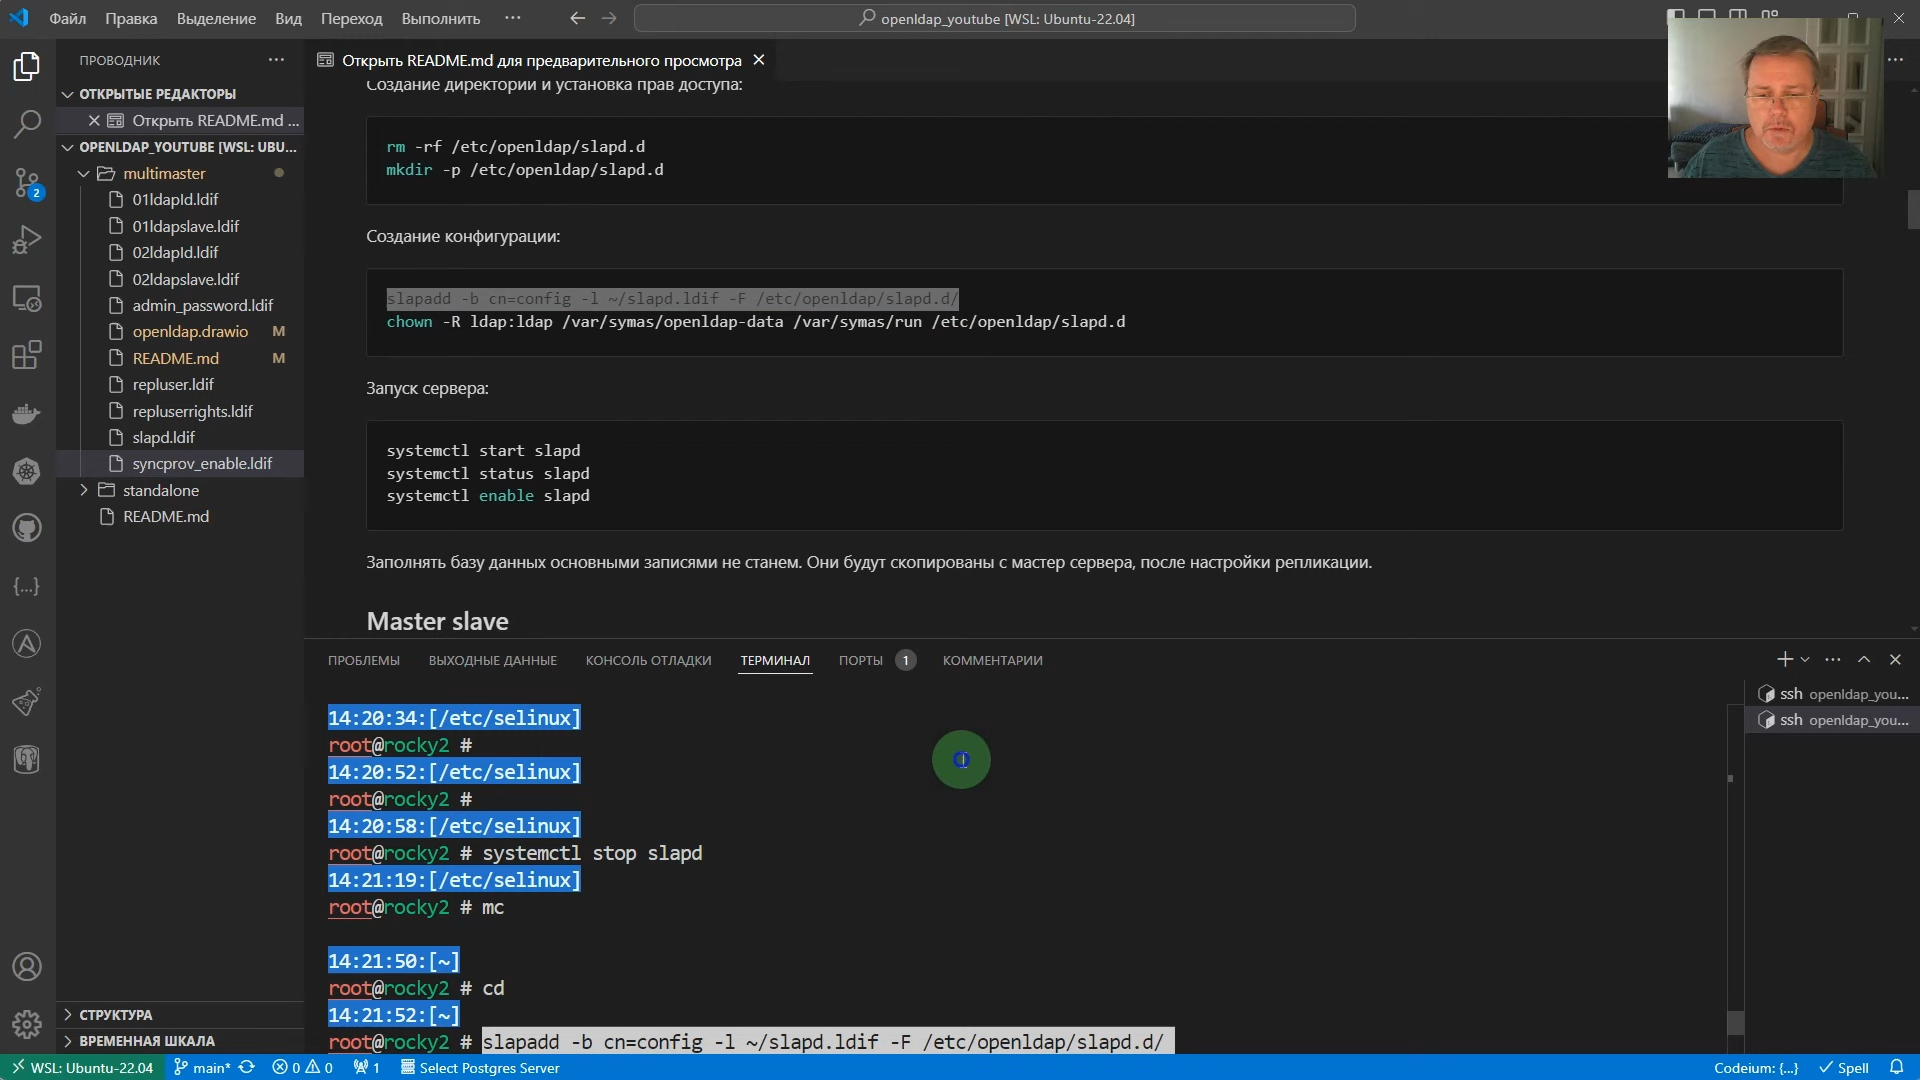 Файл Правка Выделение Вид Переход Выполнить ··· openldap_youtube [WSL: Ubuntu-22.04]
ПРОВОДНИК ···
ОТКРЫТЫЕ РЕДАКТОРЫ
Открыть README.md ...
OPENLDAP_YOUTUBE [WSL: UBU...
multimaster
01ldapId.ldif
01ldapslave.ldif
02ldapId.ldif
02ldapslave.ldif
admin_password.ldif
openldap.drawio M
README.md M
repluser.ldif
repluserrights.ldif
slapd.ldif
syncprov_enable.ldif
standalone
README.md
СТРУКТУРА
ВРЕМЕННАЯ ШКАЛА
2
Открыть README.md для предварительного просмотра
Создание директории и установка прав доступа:
rm -rf /etc/openldap/slapd.d
mkdir -p /etc/openldap/slapd.d
Создание конфигурации:
slapadd -b cn=config -l ~/slapd.ldif -F /etc/openldap/slapd.d/
chown -R ldap:ldap /var/symas/openldap-data /var/symas/run /etc/openldap/slapd.d
Запуск сервера:
systemctl start slapd
systemctl status slapd
systemctl enable slapd
Заполнять базу данных основными записями не станем. Они будут скопированы с мастер сервера, после настройки репликации.
Master slave
ПРОБЛЕМЫ ВЫХОДНЫЕ ДАННЫЕ КОНСОЛЬ ОТЛАДКИ ТЕРМИНАЛ ПОРТЫ 1 КОММЕНТАРИИ
14:20:34:[/etc/selinux]
root@rocky2 #
14:20:52:[/etc/selinux]
root@rocky2 #
14:20:58:[/etc/selinux]
root@rocky2 # systemctl stop slapd
14:21:19:[/etc/selinux]
root@rocky2 # mc
14:21:50:[~]
root@rocky2 # cd
14:21:52:[~]
root@rocky2 # slapadd -b cn=config -l ~/slapd.ldif -F /etc/openldap/slapd.d/
ssh openldap_you...
ssh openldap_you...
WSL: Ubuntu-22.04 main* 0 0 1 Select Postgres Server Codeium: {...} Spell